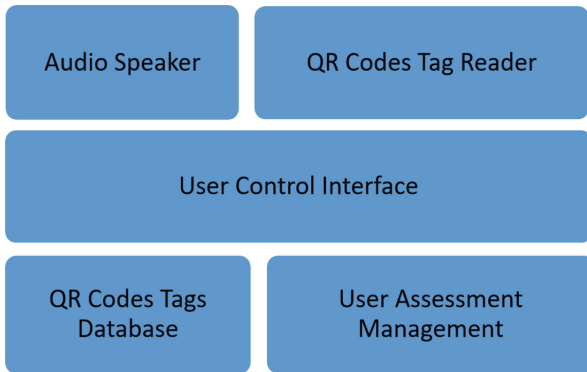 Audio Speaker
QR Codes Tag Reader
User Control Interface
QR Codes Tags
Database
User Assessment
Management